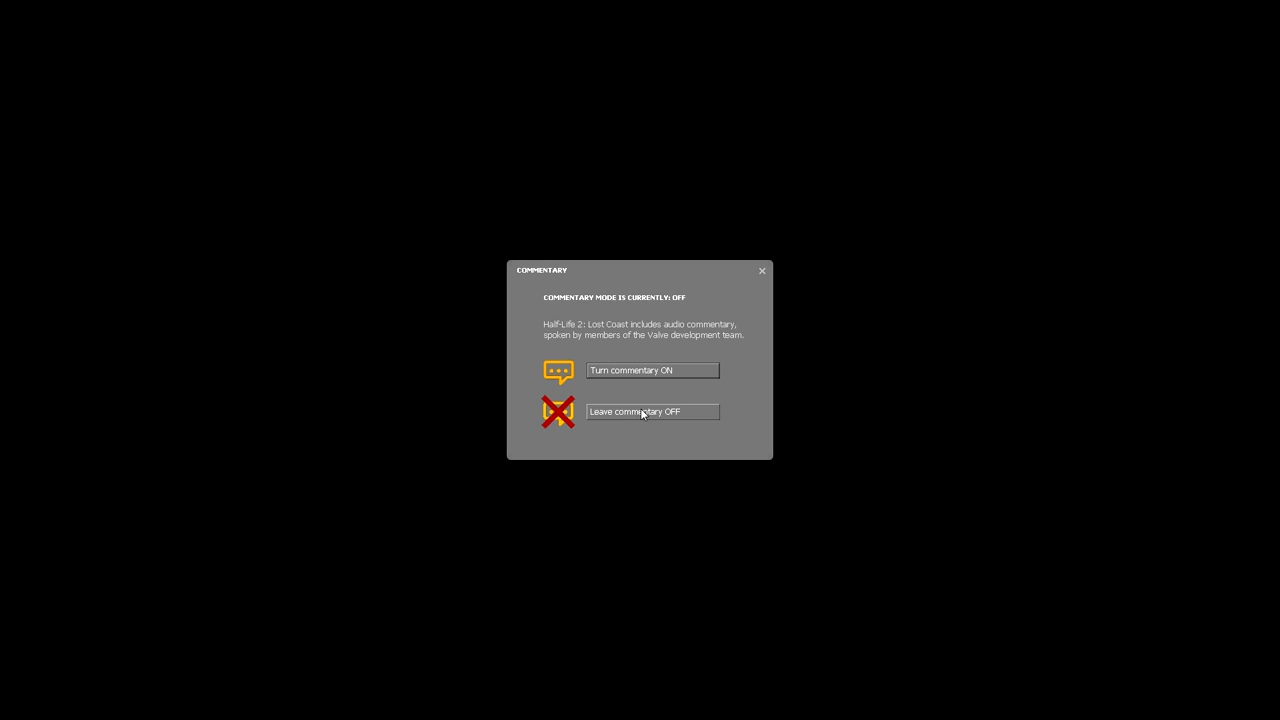 COMMENTARY
COMMENTARY MODE IS CURRENTLY: OFF
Half-Life 2: Lost Coast includes audio commentary,
spoken by members of the Valve development team.
Turn commentary ON
Leave commentary OFF